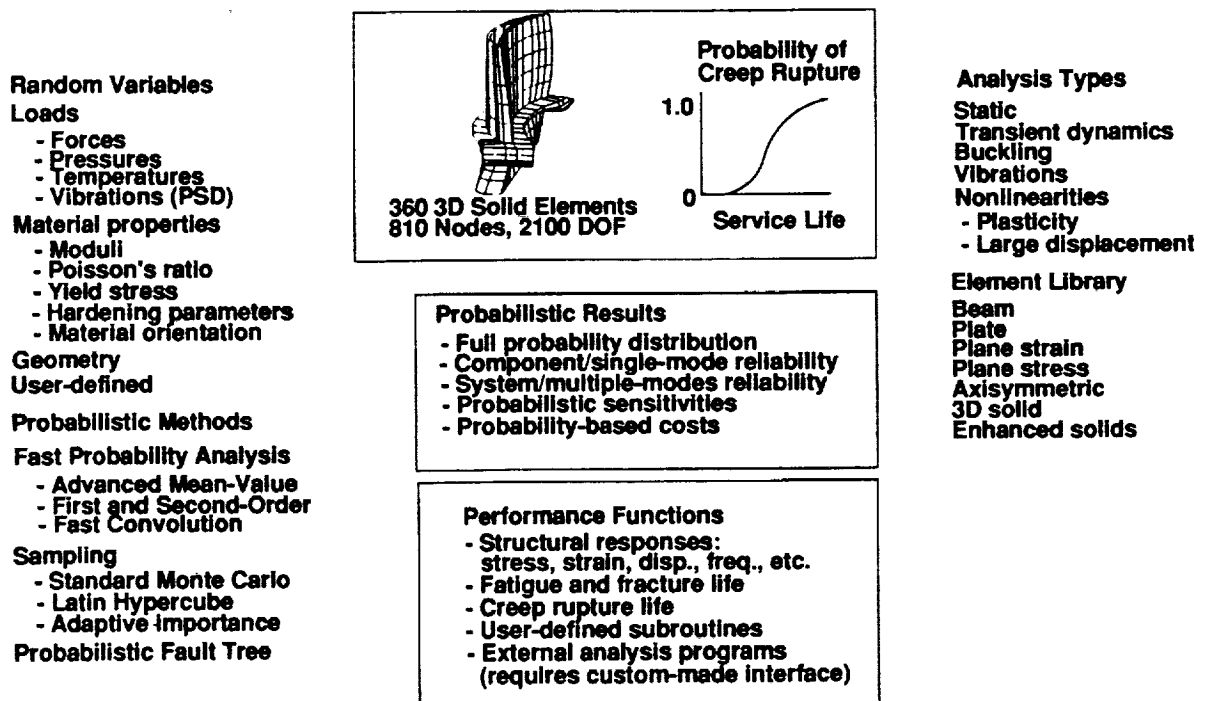 Random Variables
Loads
- Forces
- Pressures
- Temperatures
- Vibrations (PSD)
Material properties
- Moduli
- Poisson's ratio
- Yield stress
- Hardening parameters
- Material orientation
Geometry
User-defined
Probabilistic Methods
Fast Probability Analysis
- Advanced Mean-Value
- First and Second-Order
- Fast Convolution
Sampling
- Standard Monte Carlo
- Latin Hypercube
- Adaptive importance
Probabilistic Fault Tree
360 3D Solid Elements
810 Nodes, 2100 DOF
Probability of
Creep Rupture
1.0
0
Service Life
Probabilistic Results
- Full probability distribution
- Component/single-mode reliability
- System/multiple-modes reliability
- Probabilistic sensitivities
- Probability-based costs
Performance Functions
- Structural responses:
stress, strain, disp., freq., etc.
- Fatigue and fracture life
- Creep rupture life
- User-defined subroutines
- External analysis programs
(requires custom-made interface)
Analysis Types
Static
Transient dynamics
Buckling
Vibrations
Nonlinearities
- Plasticity
- Large displacement
Element Library
Beam
Plate
Plane strain
Plane stress
Axisymmetric
3D solid
Enhanced solids